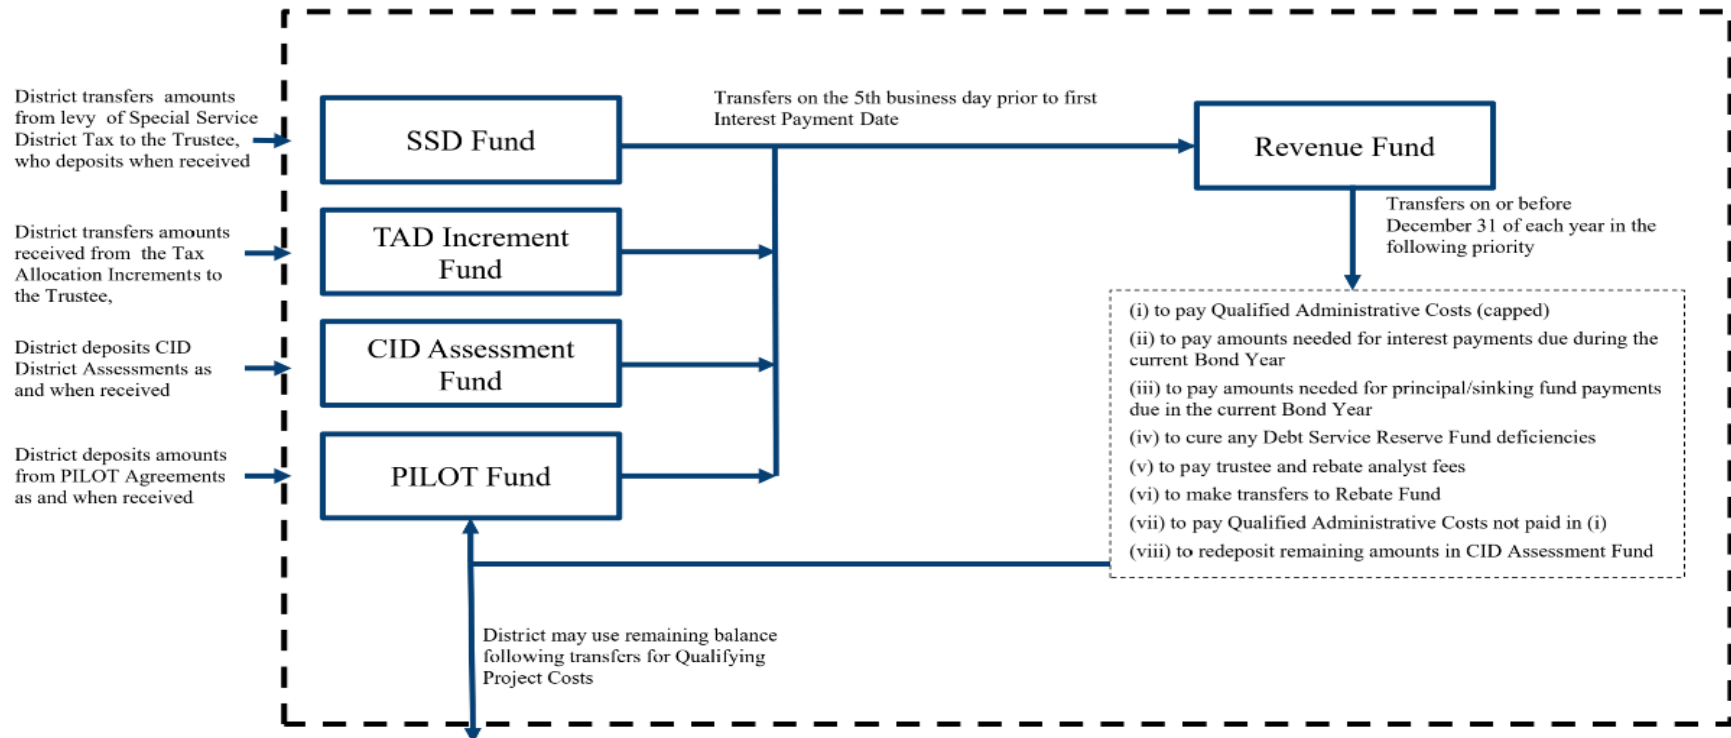 District transfers amounts
from levy of Special Service
District Tax to the Trustee,
who deposits when received
SSD Fund
Transfers on the 5th business day prior to first
Interest Payment Date
Revenue Fund
District transfers amounts
received from the Tax
Allocation Increments to
the Trustee,
TAD Increment
Fund
Transfers on or before
December 31 of each year in the
following priority
District deposits CID
District Assessments as
and when received
CID Assessment
Fund
(i) to pay Qualified Administrative Costs (capped)
(ii) to pay amounts needed for interest payments due during the
current Bond Year
(iii) to pay amounts needed for principal/sinking fund payments
due in the current Bond Year
(iv) to cure any Debt Service Reserve Fund deficiencies
(v) to pay trustee and rebate analyst fees
(vi) to make transfers to Rebate Fund
(vii) to pay Qualified Administrative Costs not paid in (i)
(viii) to redeposit remaining amounts in CID Assessment Fund
District deposits amounts
from PILOT Agreements
as and when received
PILOT Fund
District may use remaining balance
following transfers for Qualifying
Project Costs